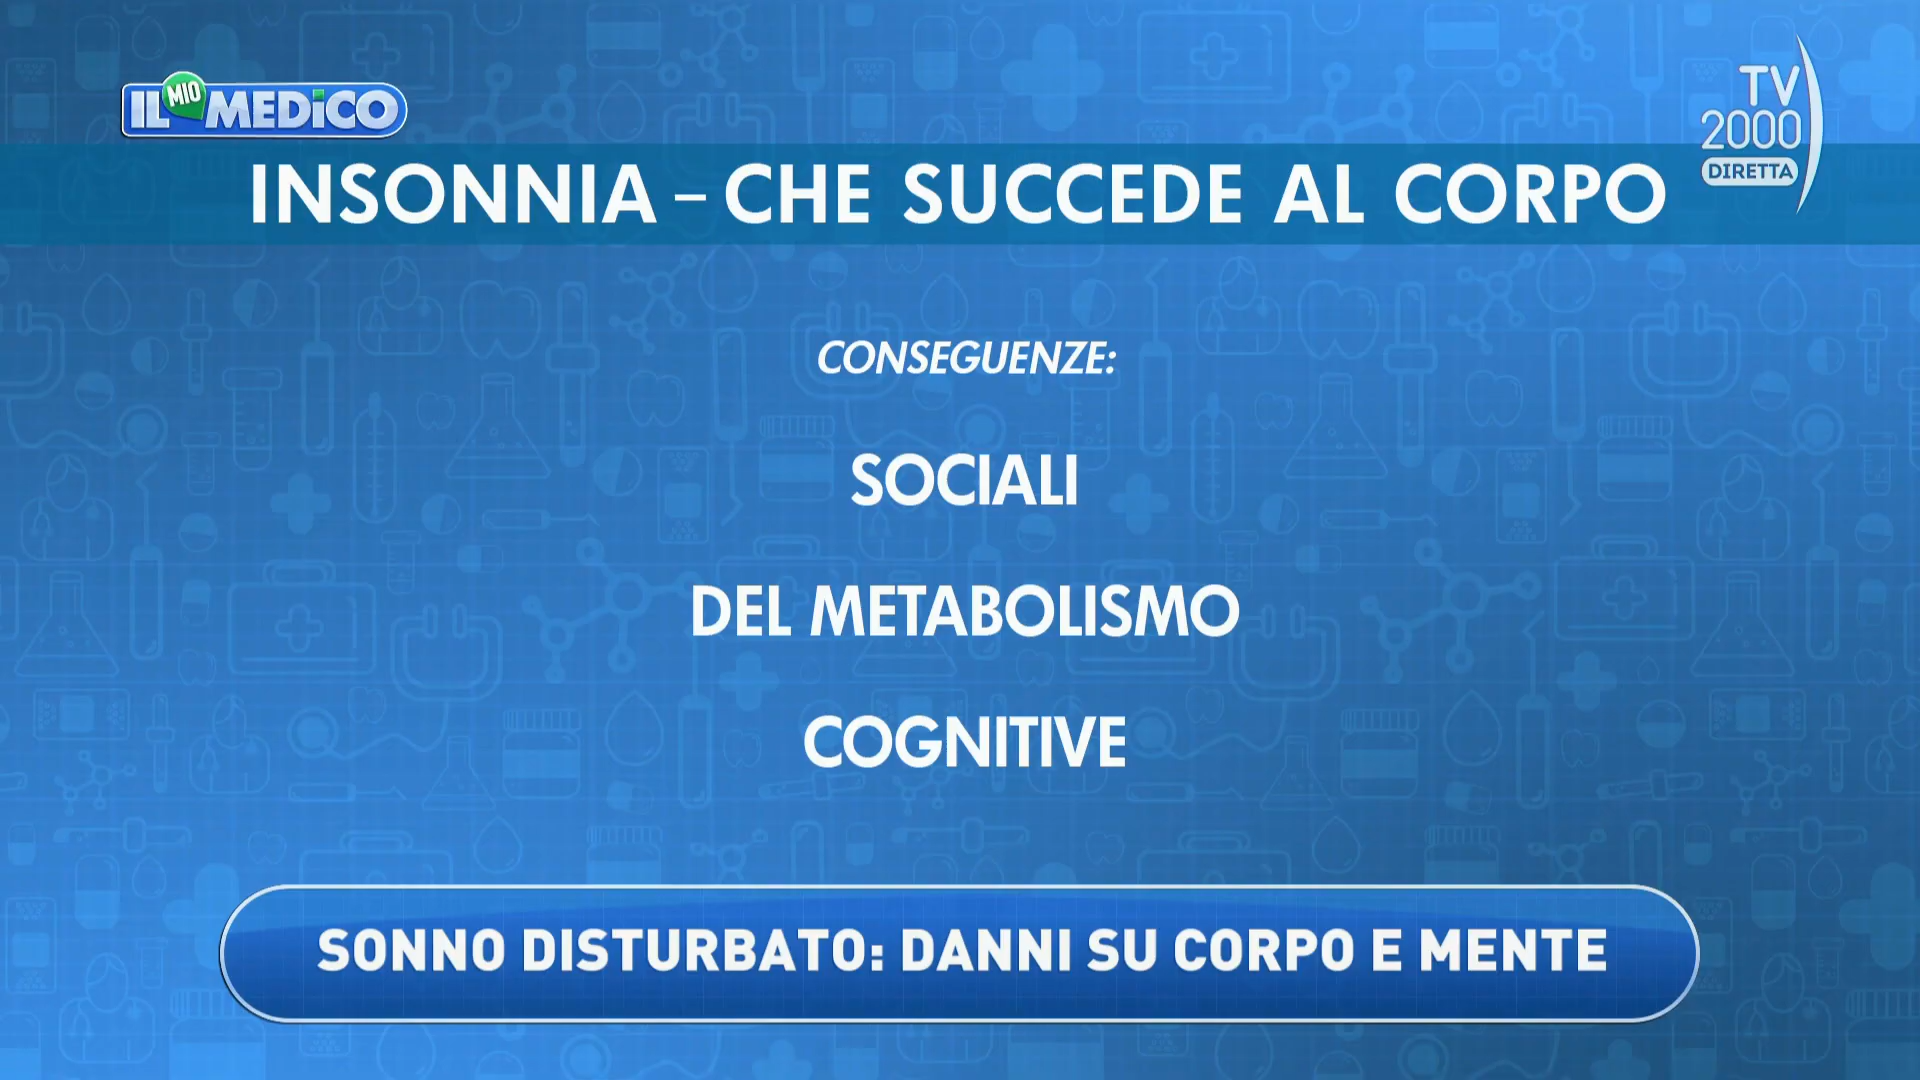 IL MIO MEDICO
TV
2000
DIRETTA
INSONNIA – CHE SUCCEDE AL CORPO
CONSEGUENZE:
SOCIALI
DEL METABOLISMO
COGNITIVE
SONNO DISTURBATO: DANNI SU CORPO E MENTE